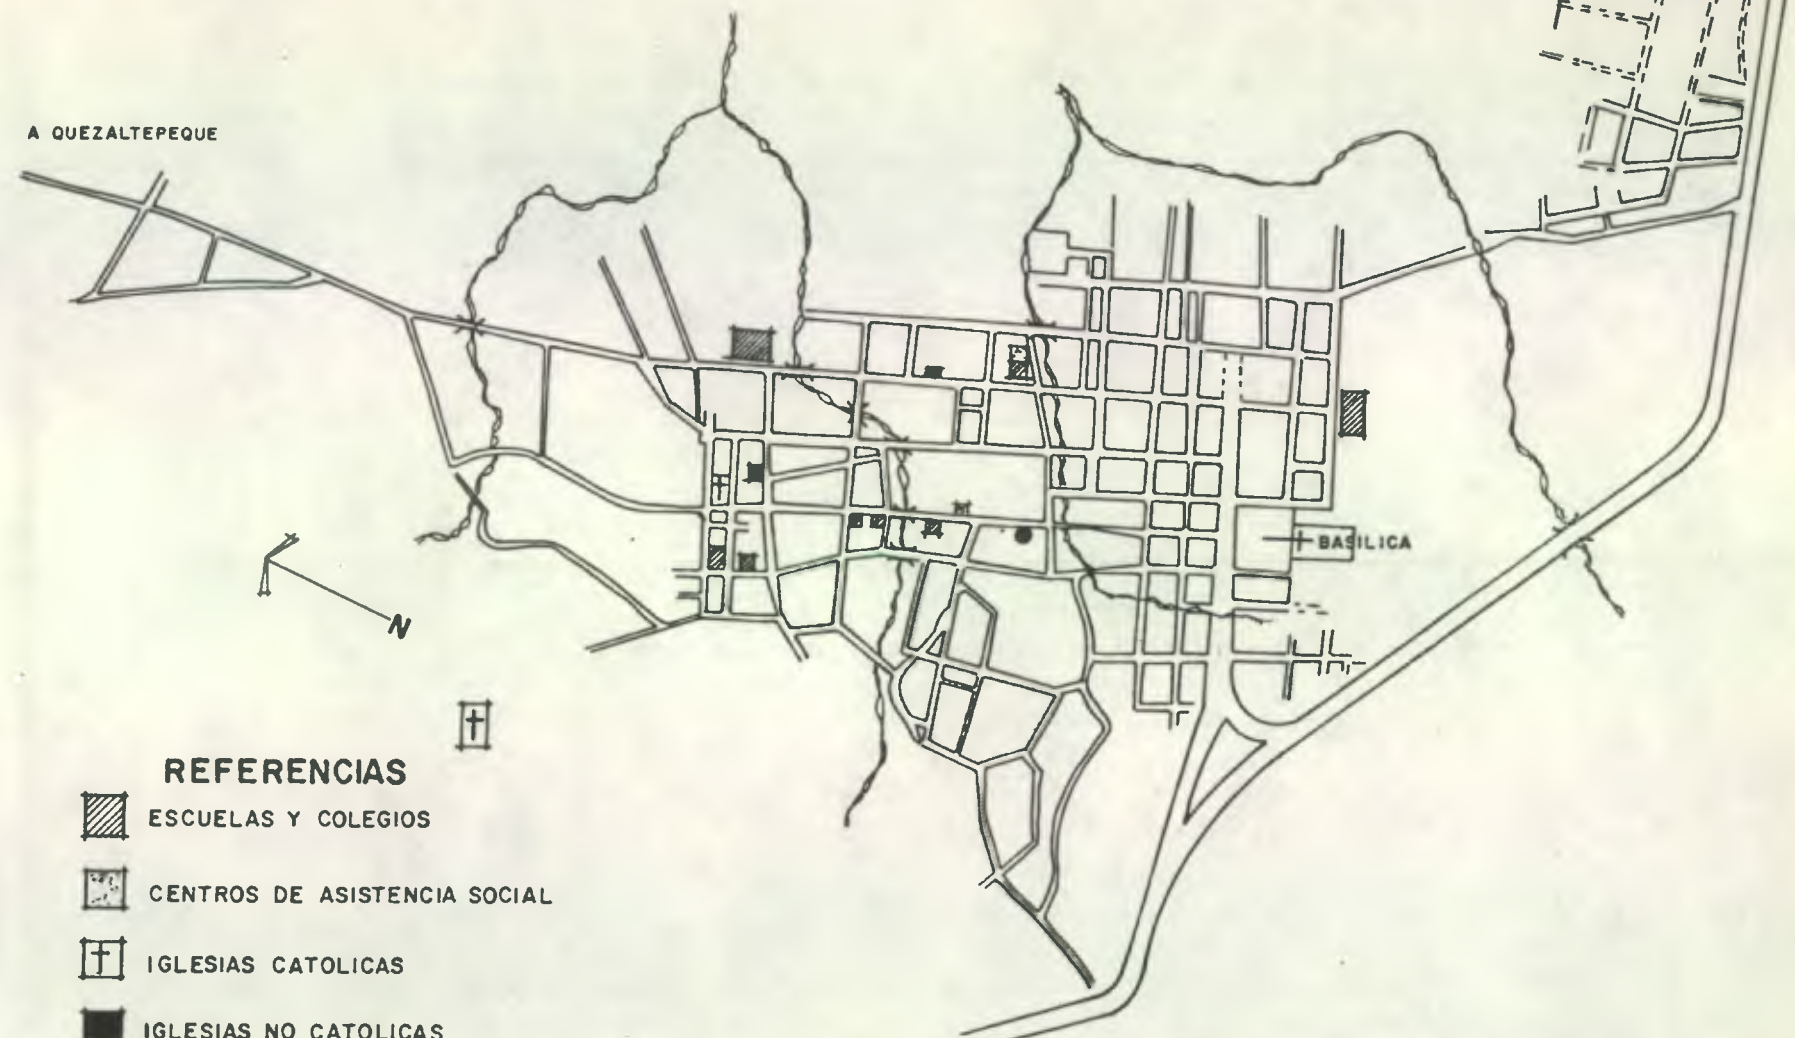 A QUEZALTEPEQUE
BASILICA
N
REFERENCIAS
ESCUELAS Y COLEGIOS
CENTROS DE ASISTENCIA SOCIAL
IGLESIAS CATOLICAS
IGLESIAS NO CATOLICAS